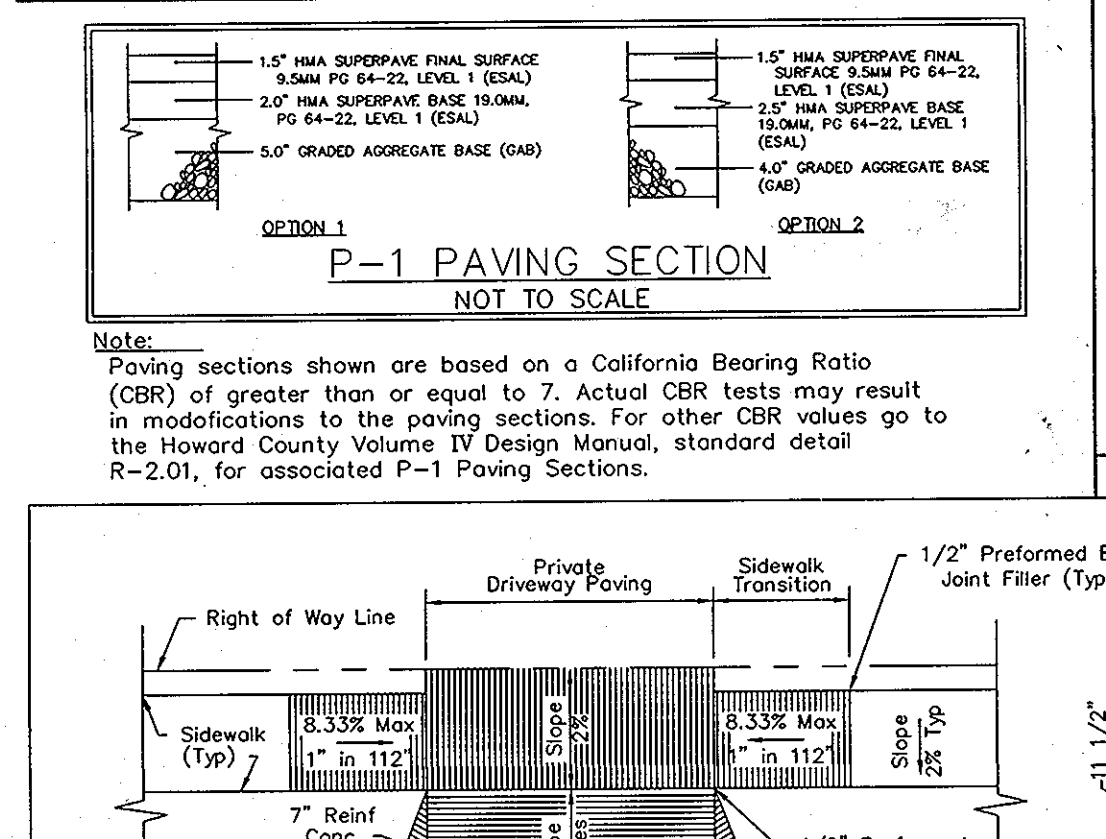 1.5" HMA SUPERPAVE FINAL SURFACE
9.5MM PG 64-22, LEVEL 1 (ESAL)
2.0" HMA SUPERPAVE BASE 19.0MM,
PG 64-22, LEVEL 1 (ESAL)
5.0" GRADED AGGREGATE BASE (GAB)
OPTION 1
1.5" HMA SUPERPAVE FINAL
SURFACE 9.5MM PG 64-22,
LEVEL 1 (ESAL)
2.5" HMA SUPERPAVE BASE
19.0MM, PG 64-22, LEVEL 1
(ESAL)
4.0" GRADED AGGREGATE BASE
(GAB)
OPTION 2
P-1 PAVING SECTION
NOT TO SCALE
Note:
Paving sections shown are based on a California Bearing Ratio
(CBR) of greater than or equal to 7. Actual CBR tests may result
in modofications to the paving sections. For other CBR values go to
the Howard County Volume IV Design Manual, standard detail
R-2.01, for associated P-1 Paving Sections.
Private
Driveway Paving
Sidewalk
Transition
1/2" Preformed
Joint Filler (Typ
Right of Way Line
Sidewalk
(Typ)
8.33% Max
1" in 112"
Slope
2%
8.33% Max
1" in 112"
Slope
2% Typ
-11 1/2"
7" Reinf
Conc